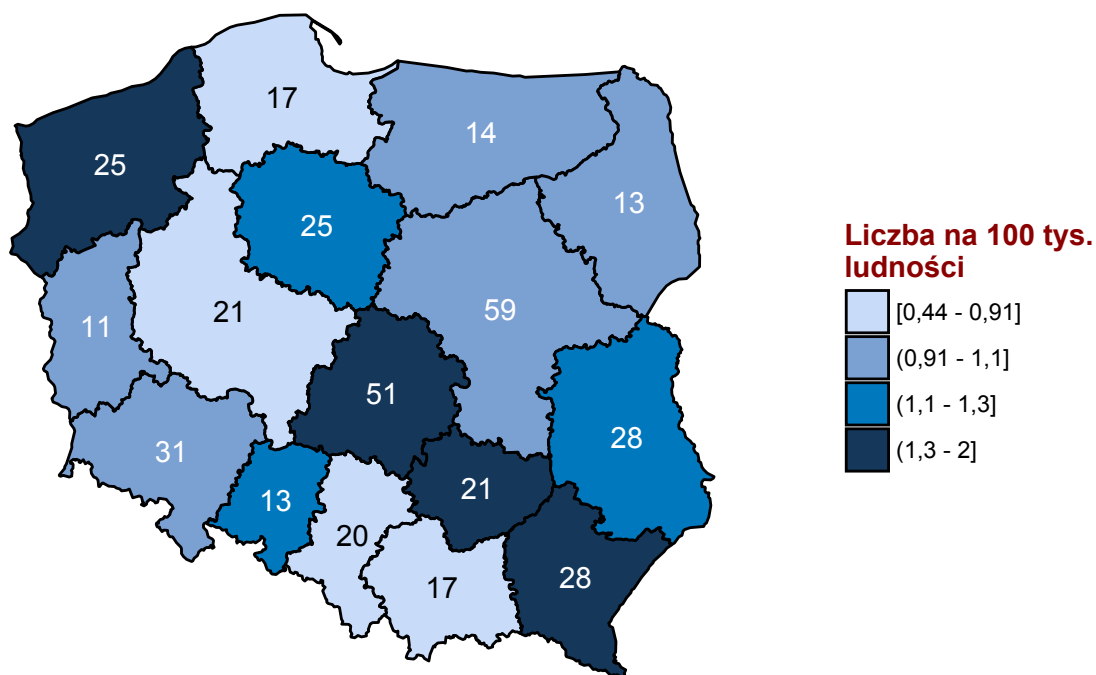 17
14
25
13
25
59
21
11
51
28
31
21
13
20
28
17
Liczba na 100 tys.
ludności
[0,44 - 0,91]
(0,91 - 1,1]
(1,1 - 1,3]
(1,3 - 2]